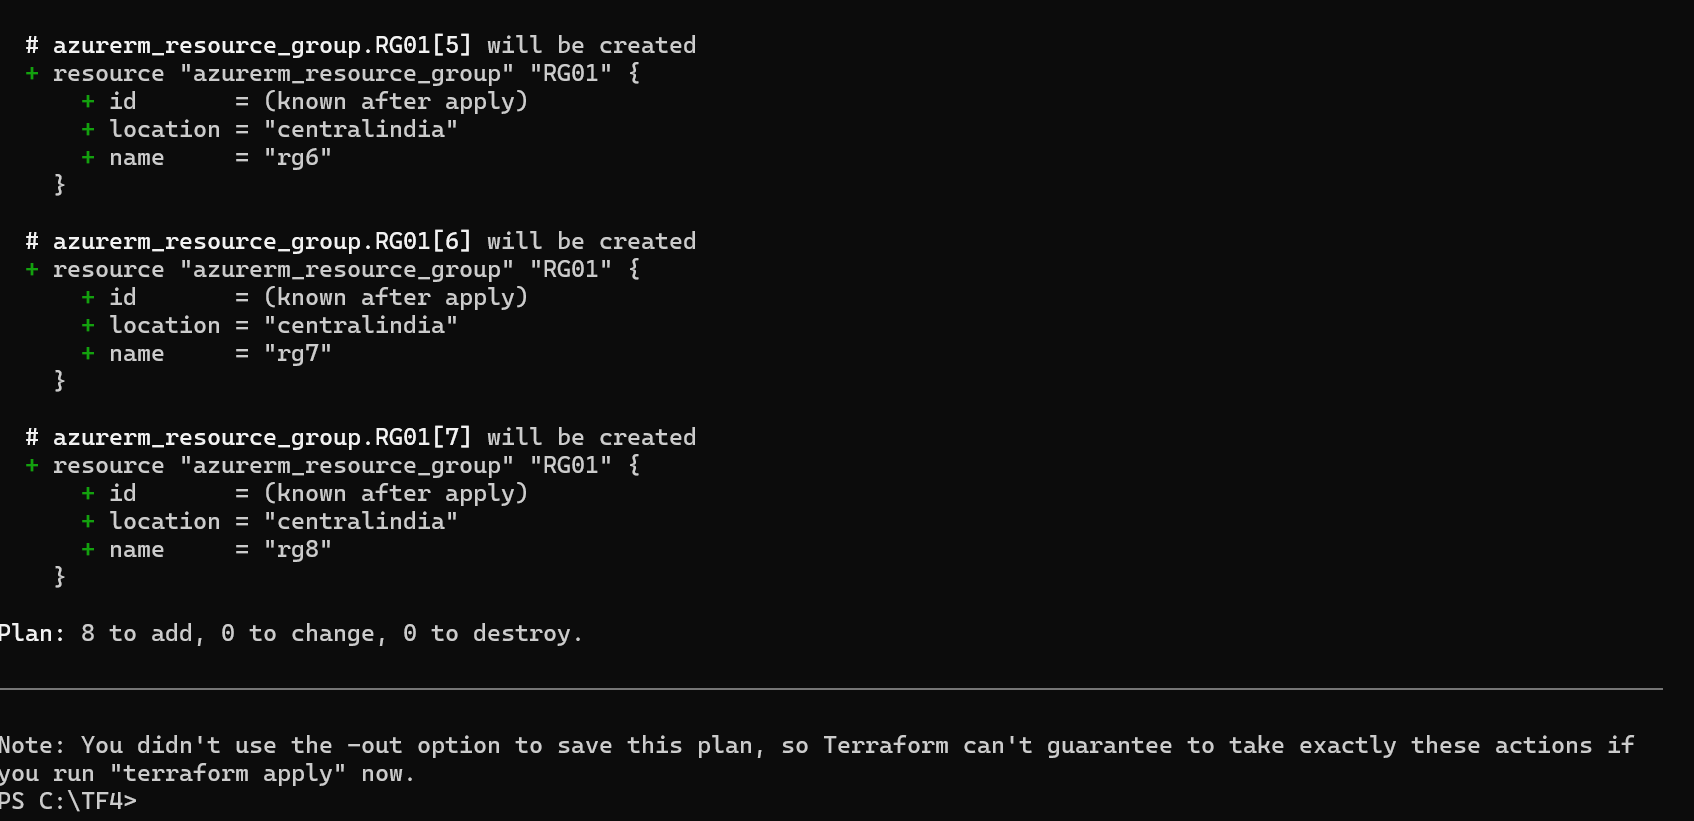 # azurerm_resource_group.RG01[5] will be created
+ resource "azurerm_resource_group" "RG01" {
+ id       = (known after apply)
+ location = "centralindia"
+ name     = "rg6"
}
# azurerm_resource_group.RG01[6] will be created
+ resource "azurerm_resource_group" "RG01" {
+ id       = (known after apply)
+ location = "centralindia"
+ name     = "rg7"
}
# azurerm_resource_group.RG01[7] will be created
+ resource "azurerm_resource_group" "RG01" {
+ id       = (known after apply)
+ location = "centralindia"
+ name     = "rg8"
}
Plan: 8 to add, 0 to change, 0 to destroy.
Note: You didn't use the -out option to save this plan, so Terraform can't guarantee to take exactly these actions if
you run "terraform apply" now.
PS C:\TF4>